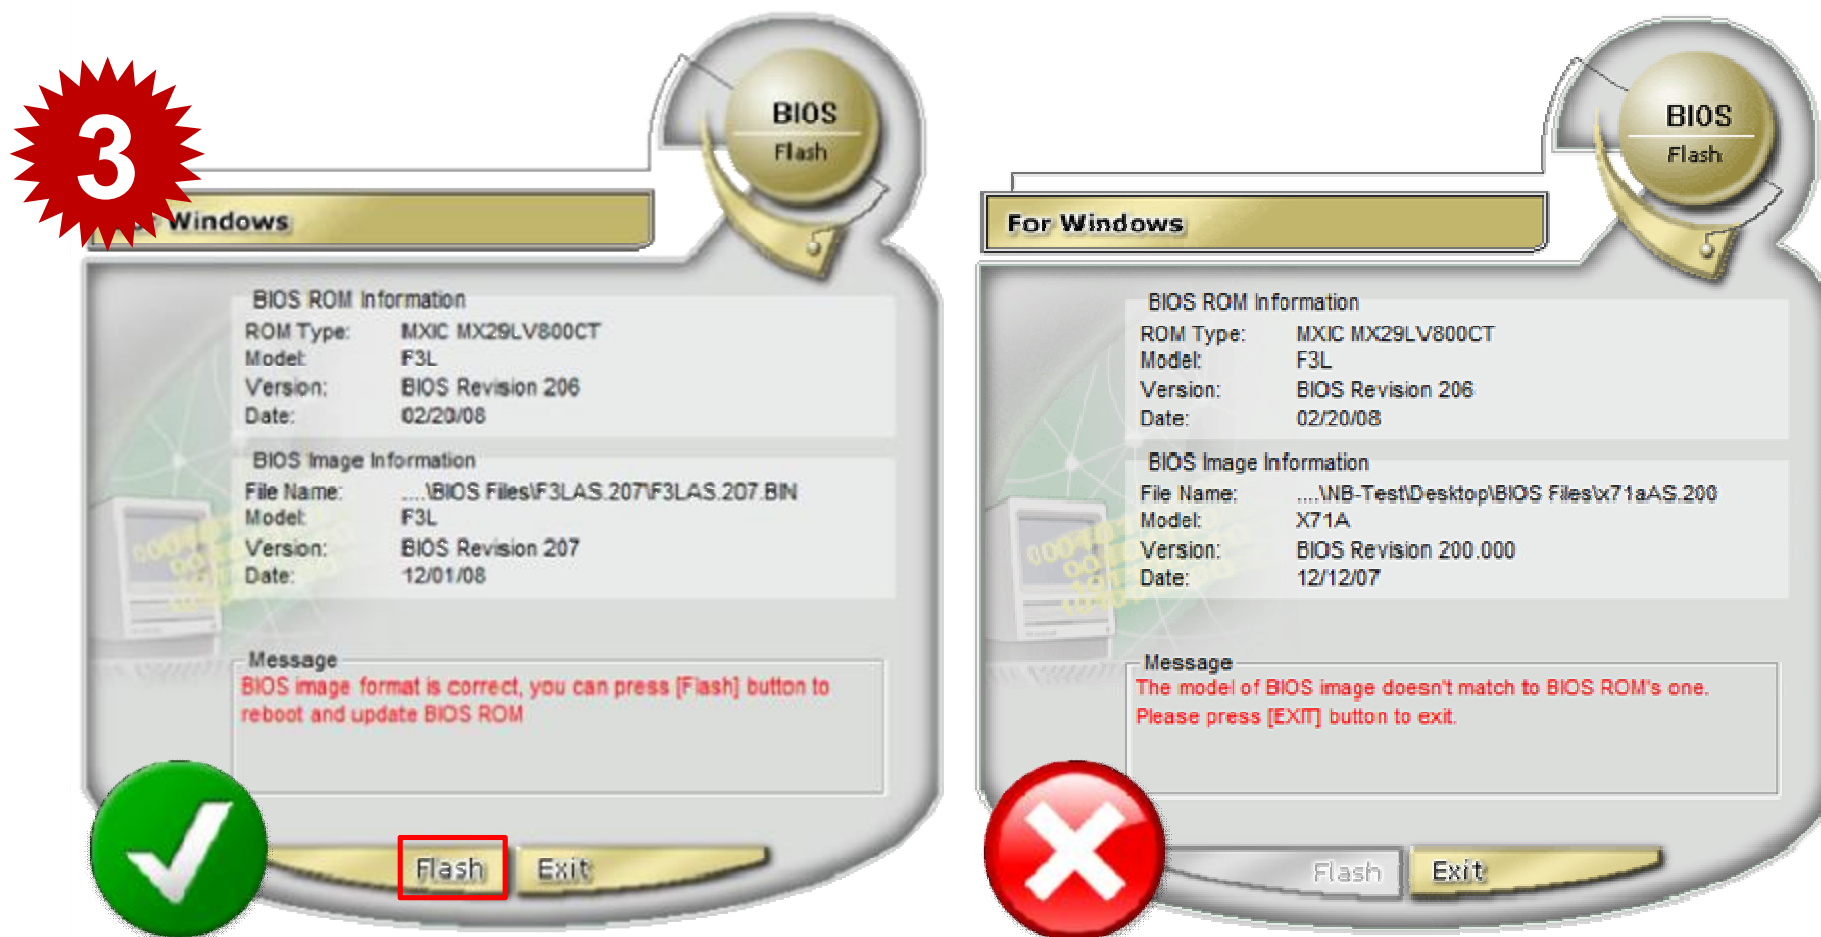 3
BIOS
Flash
Windows
BIOS ROM Information
ROM Type: MXIC MX29LV800CT
Model: F3L
Version: BIOS Revision 206
Date: 02/20/08
BIOS Image Information
File Name: ....\BIOS Files\F3LAS.207\F3LAS.207.BIN
Model: F3L
Version: BIOS Revision 207
Date: 12/01/08
Message
BIOS image format is correct, you can press [Flash] button to
reboot and update BIOS ROM
Flash Exit
BIOS
Flash
For Windows
BIOS ROM Information
ROM Type: MXIC MX29LV800CT
Model: F3L
Version: BIOS Revision 206
Date: 02/20/08
BIOS Image Information
File Name: ....\NB-Test\Desktop\BIOS Files\x71aAS.200
Model: X71A
Version: BIOS Revision 200.000
Date: 12/12/07
Message
The model of BIOS image doesn't match to BIOS ROM's one.
Please press [EXIT] button to exit.
Flash Exit